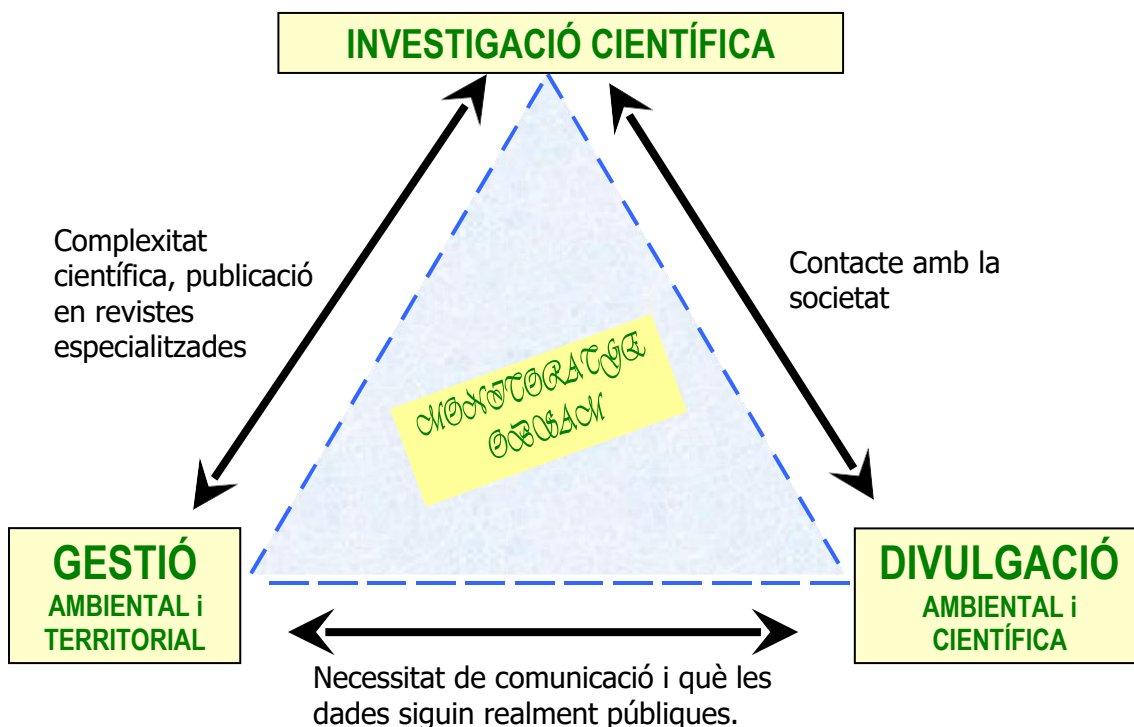 INVESTIGACIÓ CIENTÍFICA
Complexitat
científica, publicació
en revistes
especialitzades
Contacte amb la
societat
MONITORATGE
OBSAM
GESTIÓ
AMBIENTAL i
TERRITORIAL
DIVULGACIÓ
AMBIENTAL i
CIENTÍFICA
Necessitat de comunicació i què les
dades siguin realment públiques.